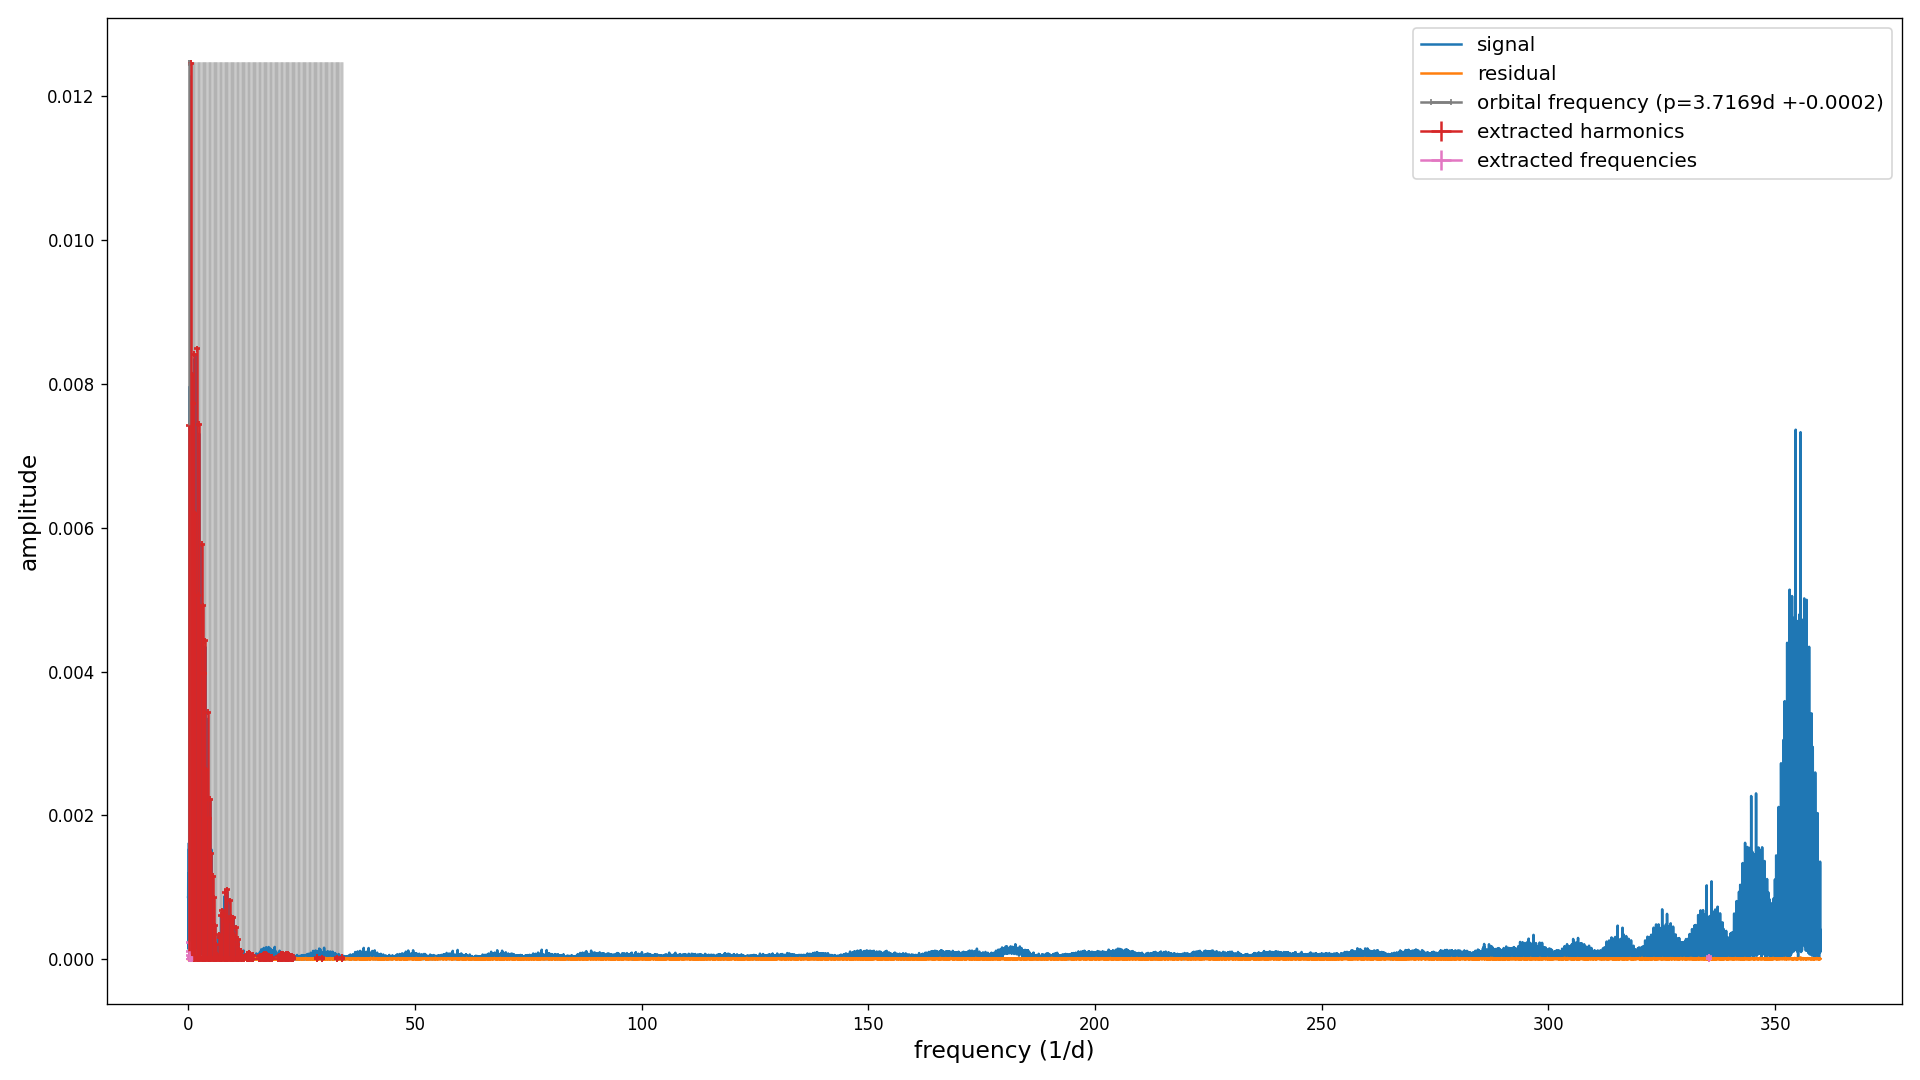 signal
residual
orbital frequency (p=3.7169d +-0.0002)
extracted harmonics
extracted frequencies
0.012
0.010
0.008
0.006
0.004
0.002
0.000
amplitude
0 50 100 150 200 250 300 350
frequency (1/d)